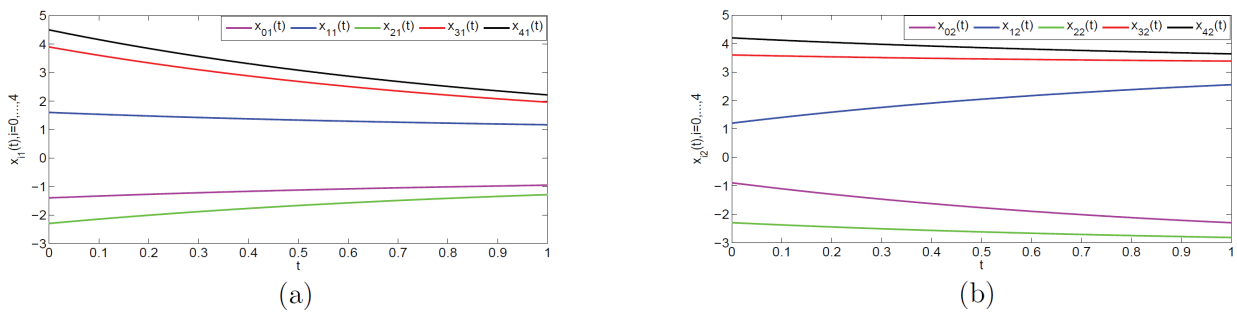 x01(t) x11(t) x21(t) x31(t) x41(t)
5
4
3
2
1
0
−1
−2
−3
xi1(t),i=0,...,4
0 0.1 0.2 0.3 0.4 0.5 0.6 0.7 0.8 0.9 1
t
(a)
x02(t) x12(t) x22(t) x32(t) x42(t)
5
4
3
2
1
0
−1
−2
−3
xi2(t),i=0,...,4
0 0.1 0.2 0.3 0.4 0.5 0.6 0.7 0.8 0.9 1
t
(b)